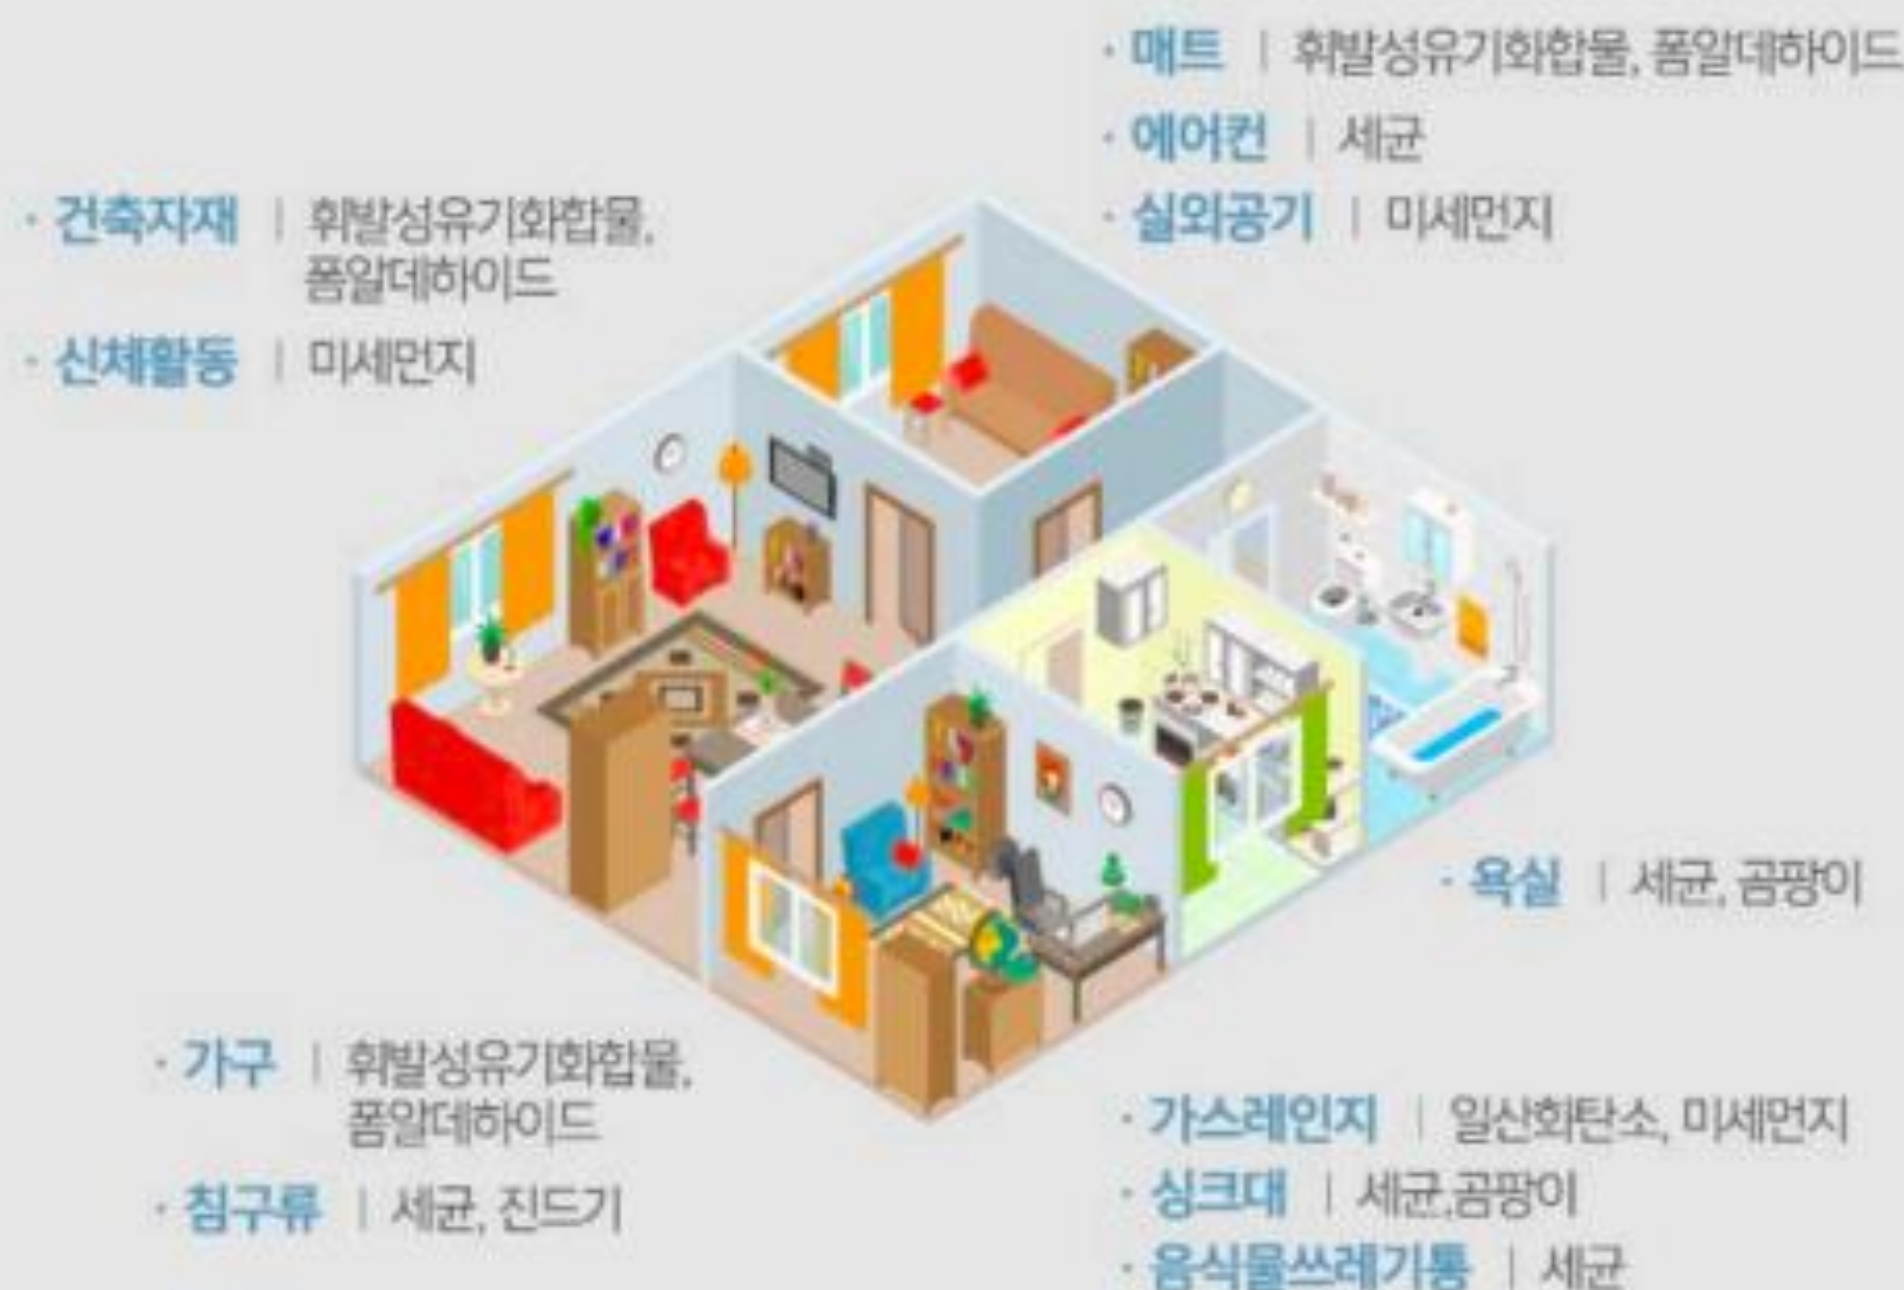 · 매트 | 휘발성유기화합물, 폼알데하이드
· 에어컨 | 세균
· 실외공기 | 미세먼지
· 건축자재 | 휘발성유기화합물,
폼알데하이드
· 신체활동 | 미세먼지
· 욕실 | 세균, 곰팡이
· 가구 | 휘발성유기화합물,
폼알데하이드
· 침구류 | 세균, 진드기
· 가스레인지 | 일산화탄소, 미세먼지
· 싱크대 | 세균,곰팡이
· 음식물쓰레기통 | 세균